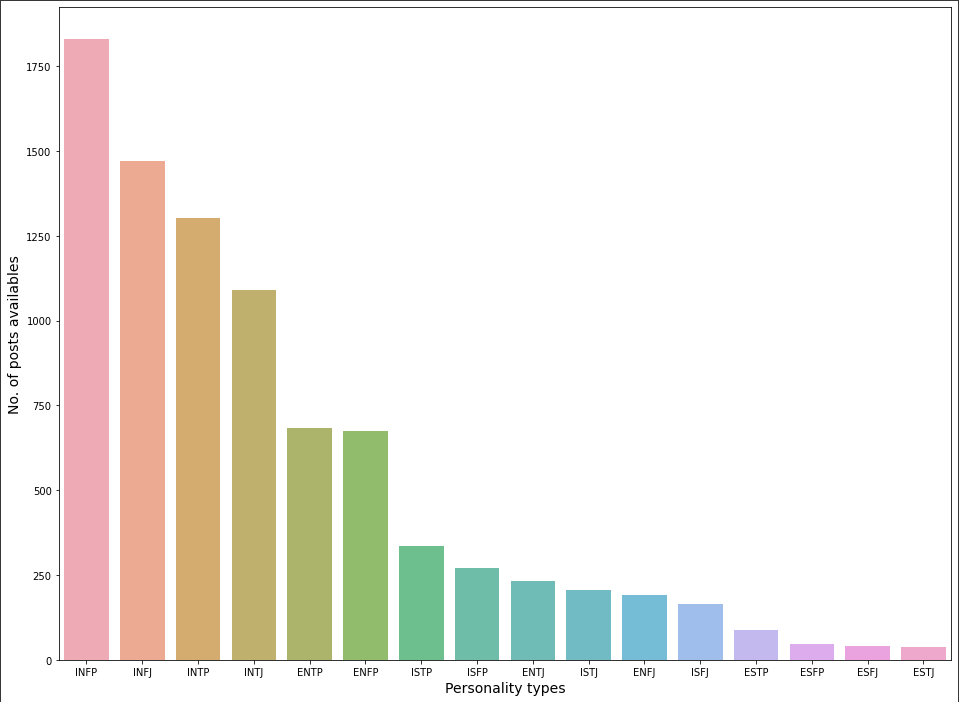 No. of posts availables
1750
1500
1250
1000
750
500
250
0
INFP INFJ INTP INTJ ENTP ENFP ISTP ISFP ENTJ ISTJ ENFJ ISFJ ESTP ESFP ESFJ ESTJ
Personality types